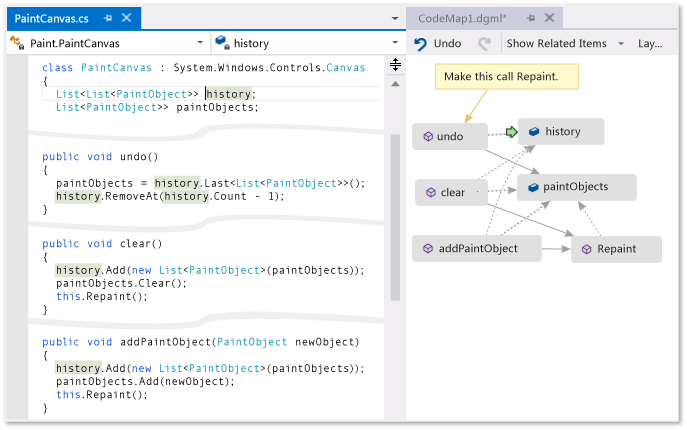 PaintCanvas.cs
CodeMap1.dgml*
Paint.PaintCanvas
history
Undo
Show Related Items
Lay...
class PaintCanvas : System.Windows.Controls.Canvas
{
List<List<PaintObject>> history;
List<PaintObject>> paintObjects;
public void undo()
{
paintObjects = history.Last<List<PaintObject>>();
history.RemoveAt(history.Count - 1);
}
public void clear()
{
history.Add(new List<PaintObject>(paintObjects));
paintObjects.Clear();
this.Repaint();
}
public void addPaintObject(PaintObject newObject)
{
history.Add(new List<PaintObject>(paintObjects));
paintObjects.Add(newObject);
this.Repaint();
}
Make this call Repaint.
undo
history
clear
paintObjects
addPaintObject
Repaint